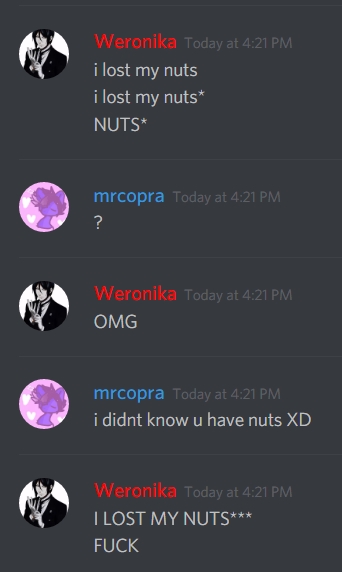 Weronika Today at 4:21 PM
i lost my nuts
i lost my nuts*
NUTS*
mrcopra Today at 4:21 PM
?
Weronika Today at 4:21 PM
OMG
mrcopra Today at 4:21 PM
i didnt know u have nuts XD
Weronika Today at 4:21 PM
I LOST MY NUTS***
FUCK